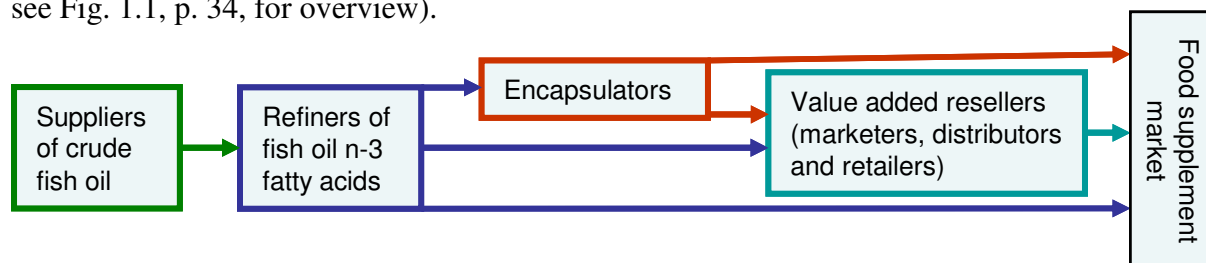 see Fig. 1.1, p. 34, for overview).
Suppliers
of crude
fish oil
Refiners of
fish oil n-3
fatty acids
Encapsulators
Value added resellers
(marketers, distributors
and retailers)
Food supplement
market